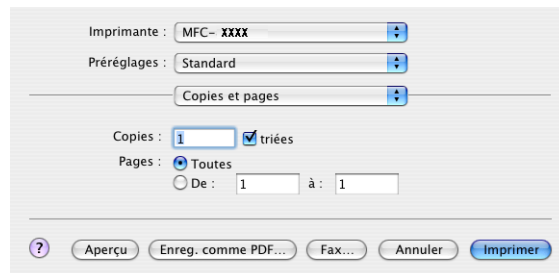 Imprimante : MFC- XXXX
Préréglages : Standard
Copies et pages
Copies : 1 triées
Pages : Toutes
De : 1 à : 1
? Aperçu Enreg. comme PDF... Fax... Annuler Imprimer